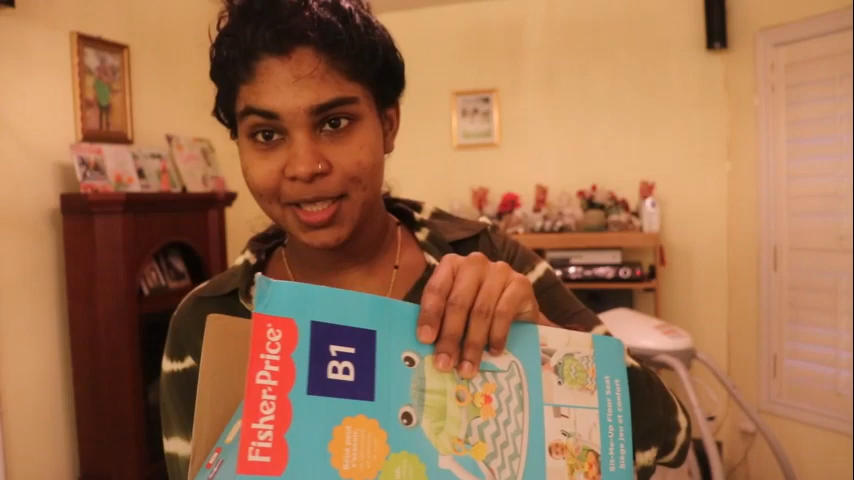 Fisher-Price®
B1
Sit-Me-Up Floor Seat
Siège jeu et confort